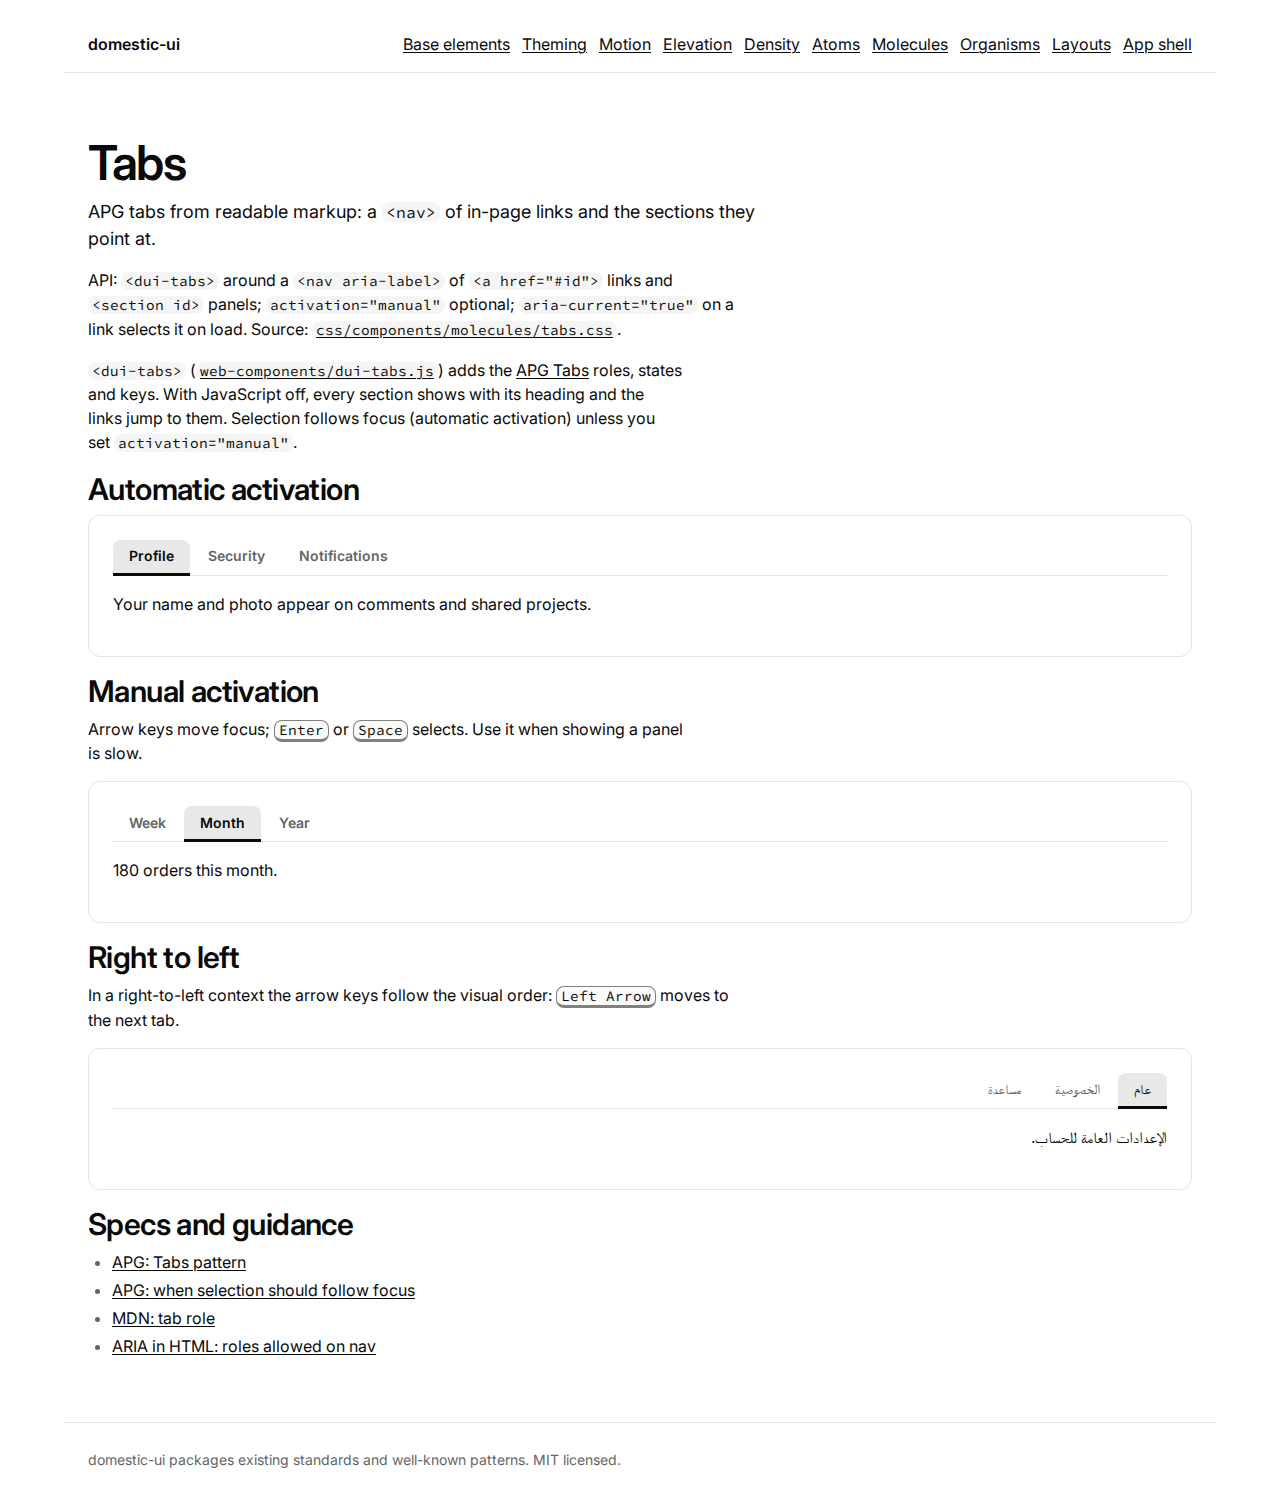 domestic-ui
Base elements Theming Motion Elevation Density Atoms Molecules Organisms Layouts App shell
Tabs
APG tabs from readable markup: a <nav> of in-page links and the sections they
point at.
API: <dui-tabs> around a <nav aria-label> of <a href="#id"> links and
<section id> panels; activation="manual" optional; aria-current="true" on a
link selects it on load. Source: css/components/molecules/tabs.css.
<dui-tabs> (web-components/dui-tabs.js) adds the APG Tabs roles, states
and keys. With JavaScript off, every section shows with its heading and the
links jump to them. Selection follows focus (automatic activation) unless you
set activation="manual".
Automatic activation
Profile Security Notifications
Your name and photo appear on comments and shared projects.
Manual activation
Arrow keys move focus; Enter or Space selects. Use it when showing a panel
is slow.
Week Month Year
180 orders this month.
Right to left
In a right-to-left context the arrow keys follow the visual order: Left Arrow moves to
the next tab.
عام الخصوصية مساعدة
الإعدادات العامة للحساب.
Specs and guidance
• APG: Tabs pattern
• APG: when selection should follow focus
• MDN: tab role
• ARIA in HTML: roles allowed on nav
domestic-ui packages existing standards and well-known patterns. MIT licensed.